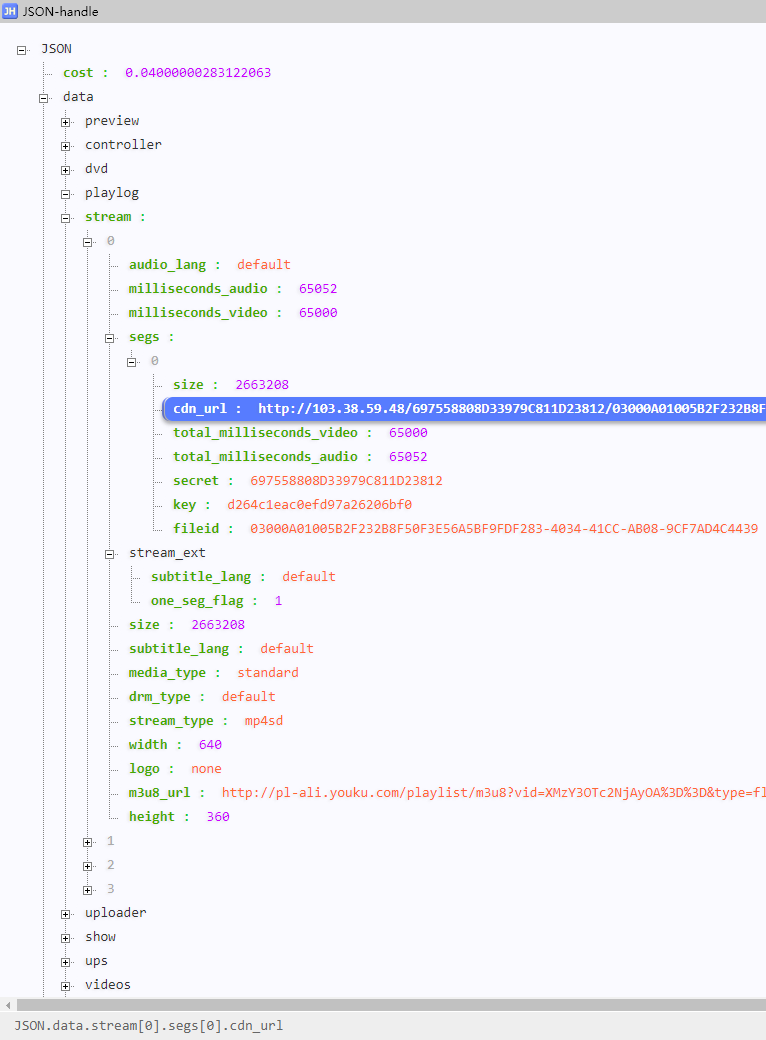 JH JSON-handle
JSON
cost : 0.04000000283122063
data
preview
controller
dvd
playlog
stream :
0
audio_lang : default
milliseconds_audio : 65052
milliseconds_video : 65000
segs :
0
size : 2663208
cdn_url : http://103.38.59.48/697558808D33979C811D23812/03000A01005B2F232B8F
total_milliseconds_video : 65000
total_milliseconds_audio : 65052
secret : 697558808D33979C811D23812
key : d264c1eac0efd97a26206bf0
fileid : 03000A01005B2F232B8F50F3E56A5BF9FDF283-4034-41CC-AB08-9CF7AD4C4439
stream_ext
subtitle_lang : default
one_seg_flag : 1
size : 2663208
subtitle_lang : default
media_type : standard
drm_type : default
stream_type : mp4sd
width : 640
logo : none
m3u8_url : http://pl-ali.youku.com/playlist/m3u8?vid=XMzY3OTc2NjAyOA%3D%3D&type=fl
height : 360
1
2
3
uploader
show
ups
videos
JSON.data.stream[0].segs[0].cdn_url